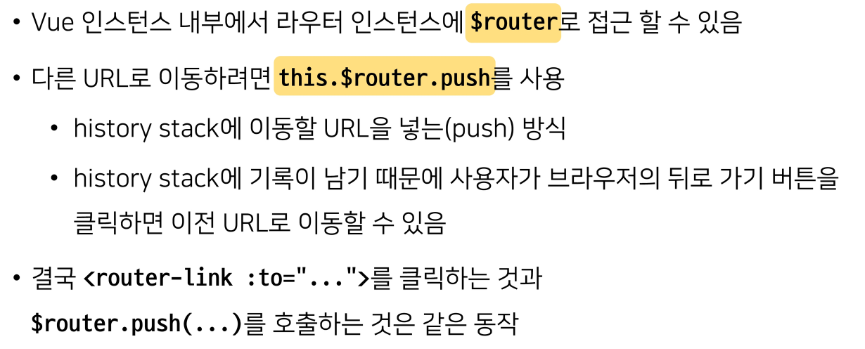 • Vue 인스턴스 내부에서 라우터 인스턴스에 $router로 접근 할 수 있음
• 다른 URL로 이동하려면 this.$router.push를 사용
• history stack에 이동할 URL을 넣는(push) 방식
• history stack에 기록이 남기 때문에 사용자가 브라우저의 뒤로 가기 버튼을
클릭하면 이전 URL로 이동할 수 있음
• 결국 <router-link :to="...">를 클릭하는 것과
$router.push(...)를 호출하는 것은 같은 동작